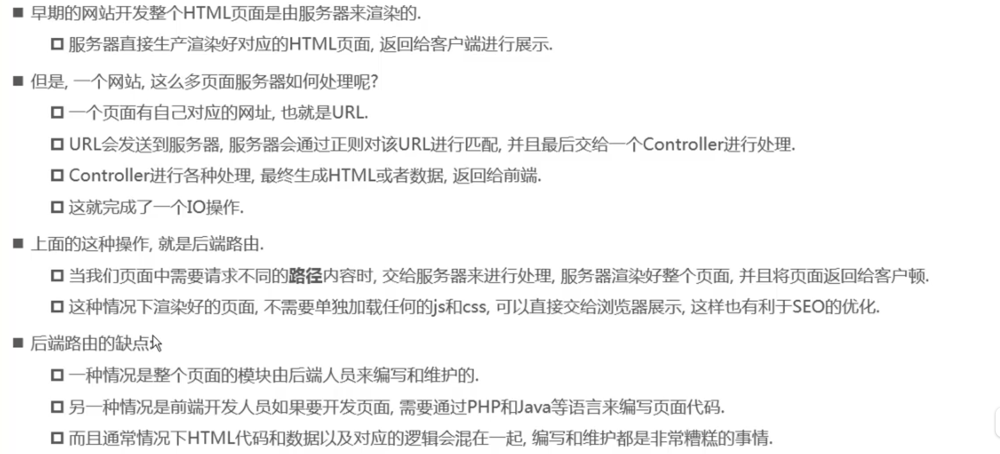 早期的网站开发整个HTML页面是由服务器来渲染的.
服务器直接生产渲染好对应的HTML页面, 返回给客户端进行展示.
但是, 一个网站, 这么多页面服务器如何处理呢?
一个页面有自己对应的网址, 也就是URL.
URL会发送到服务器, 服务器会通过正则对该URL进行匹配, 并且最后交给一个Controller进行处理.
Controller进行各种处理, 最终生成HTML或者数据, 返回给前端.
这就完成了一个IO操作.
上面的这种操作, 就是后端路由.
当我们页面中需要请求不同的路径内容时, 交给服务器来进行处理, 服务器渲染好整个页面, 并且将页面返回给客户顿.
这种情况下渲染好的页面, 不需要单独加载任何的js和css, 可以直接交给浏览器展示, 这样也有利于SEO的优化.
后端路由的缺点
一种情况是整个页面的模块由后端人员来编写和维护的.
另一种情况是前端开发人员如果要开发页面, 需要通过PHP和Java等语言来编写页面代码.
而且通常情况下HTML代码和数据以及对应的逻辑会混在一起, 编写和维护都是非常糟糕的事情.